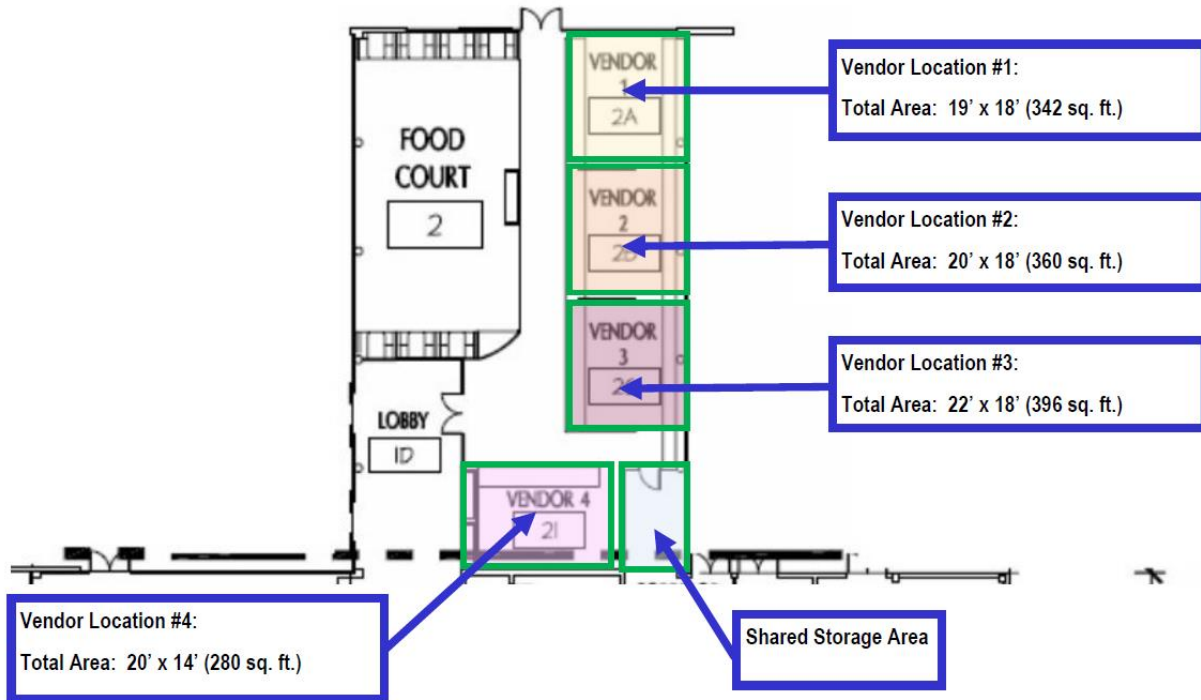 VENDOR
1
2A
Vendor Location #1:
Total Area: 19’ x 18’ (342 sq. ft.)
FOOD
COURT
2
VENDOR
2
Vendor Location #2:
Total Area: 20’ x 18’ (360 sq. ft.)
VENDOR
3
Vendor Location #3:
Total Area: 22’ x 18’ (396 sq. ft.)
LOBBY
1D
VENDOR 4
21
Vendor Location #4:
Total Area: 20’ x 14’ (280 sq. ft.)
Shared Storage Area